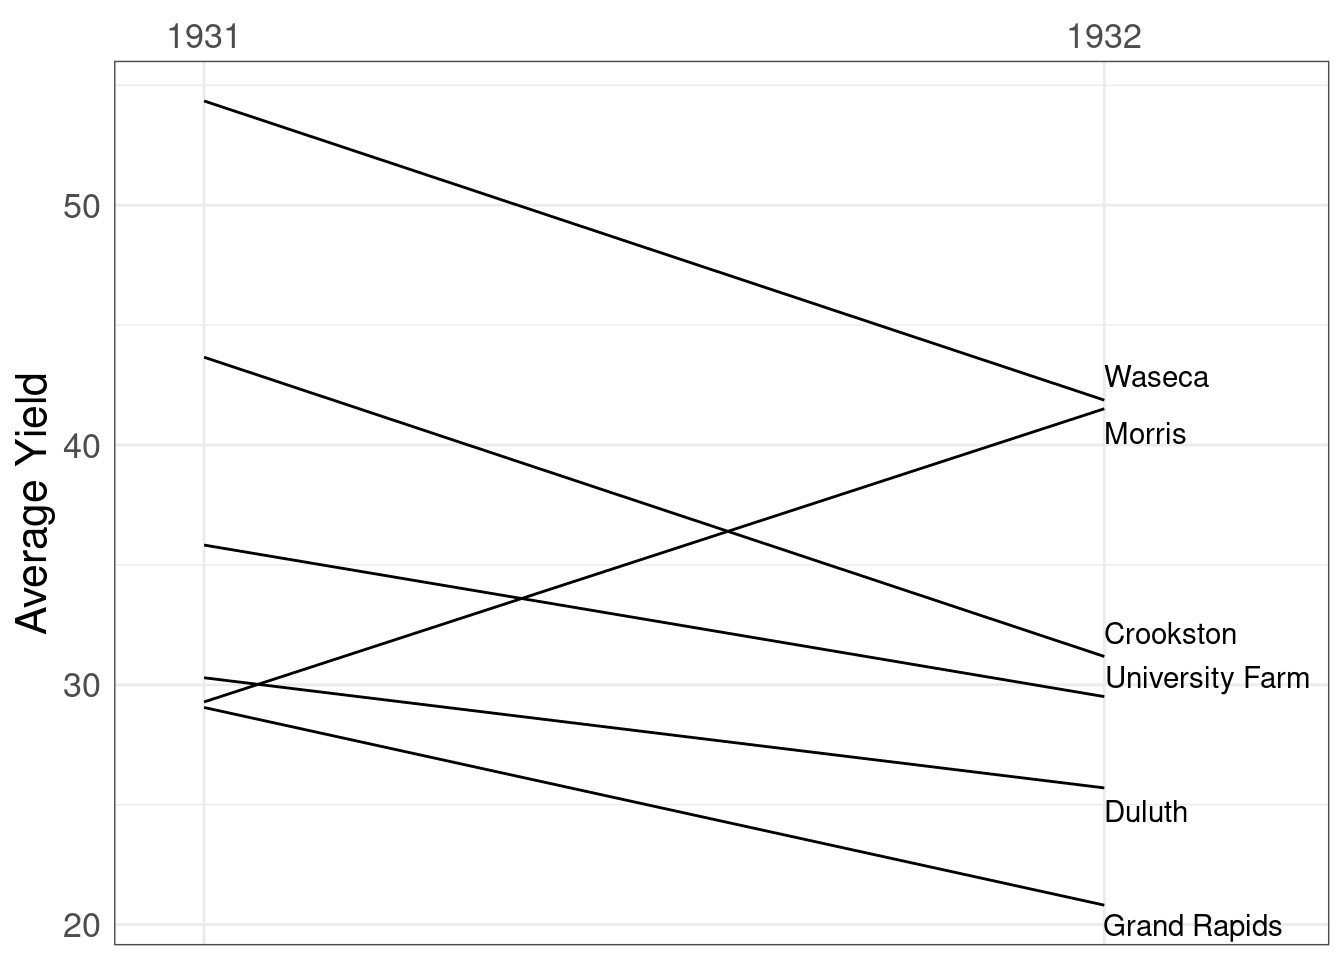 1931
1932
Average Yield
50
40
30
20
Waseca
Morris
Crookston
University Farm
Duluth
Grand Rapids